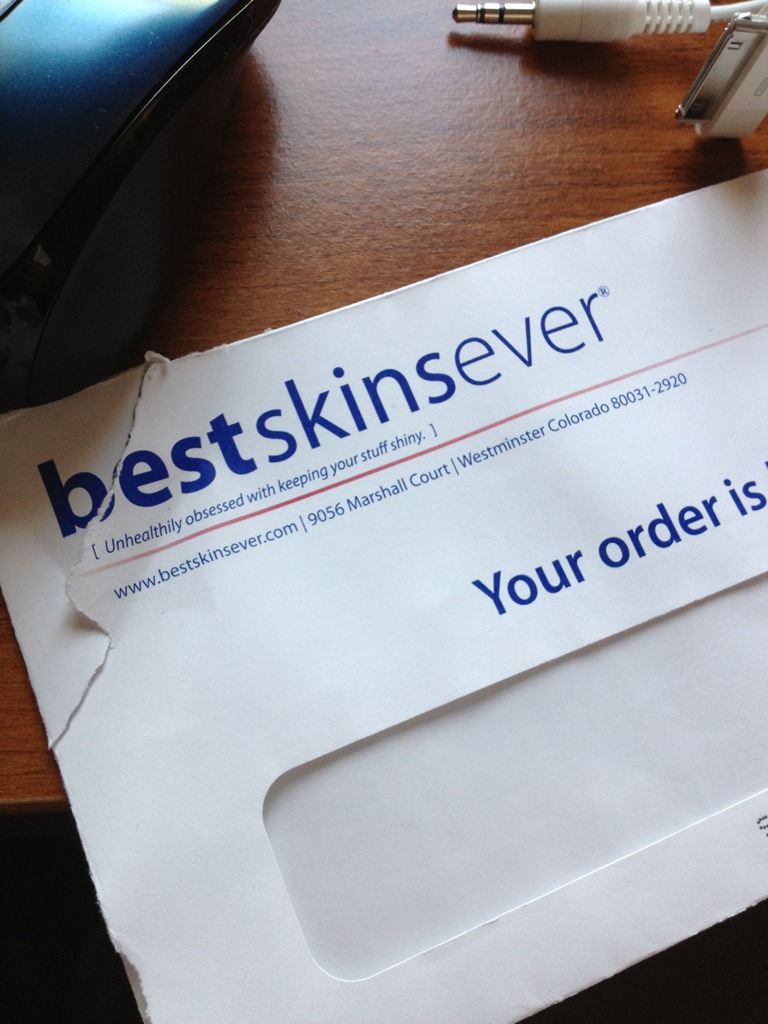 bestskinsever®
[ Unhealthily obsessed with keeping your stuff shiny. ]
www.bestskinsever.com | 9056 Marshall Court | Westminster Colorado 80031-2920
Your order is